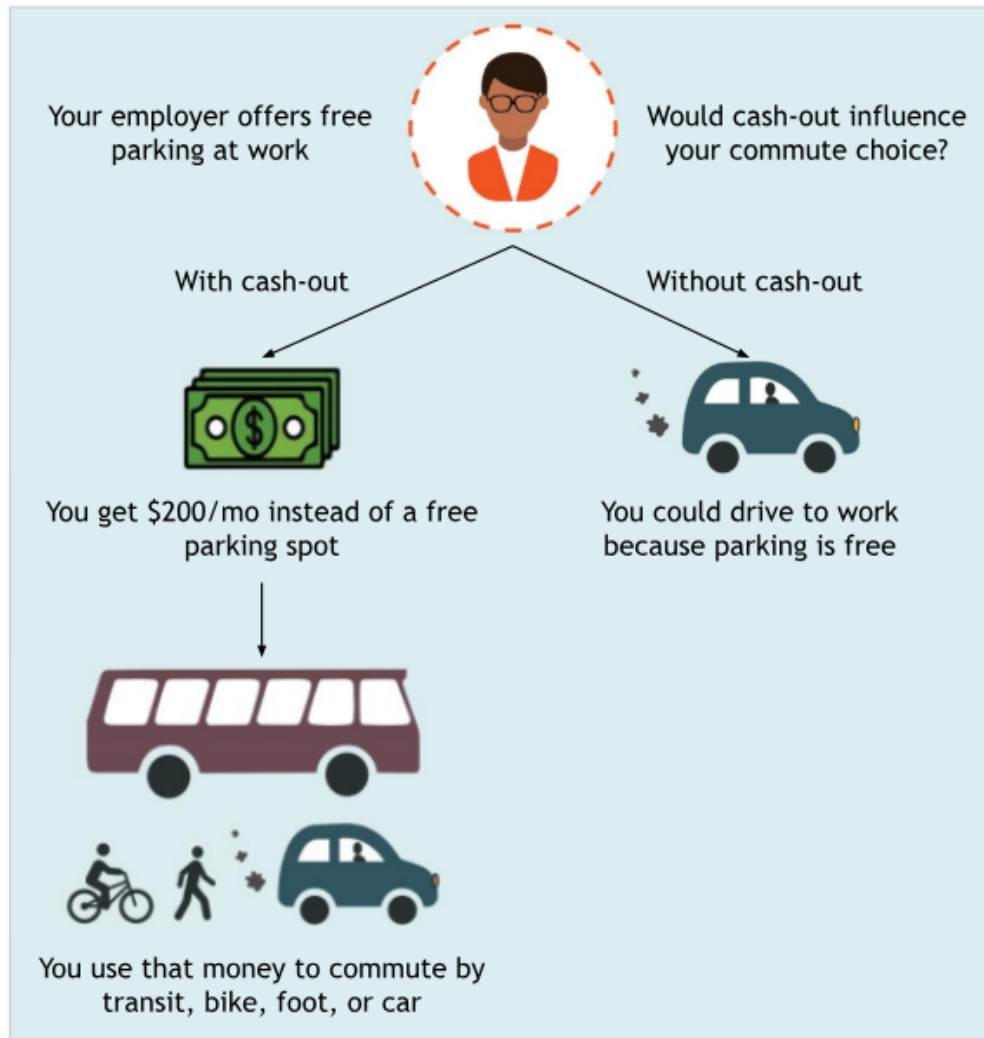 Your employer offers free
parking at work
Would cash-out influence
your commute choice?
With cash-out
Without cash-out
$
You get $200/mo instead of a free
parking spot
You could drive to work
because parking is free
You use that money to commute by
transit, bike, foot, or car